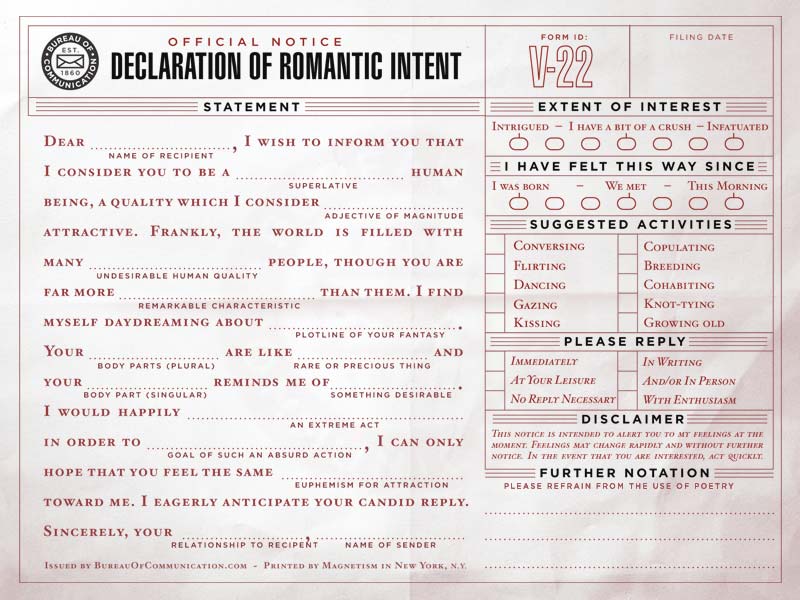 BUREAU OF COMMUNICATION
EST.
1860
OFFICIAL NOTICE
DECLARATION OF ROMANTIC INTENT
FORM ID:
V-22
FILING DATE
STATEMENT
DEAR ........, I WISH TO INFORM YOU THAT
NAME OF RECIPIENT
I CONSIDER YOU TO BE A ........ HUMAN
SUPERLATIVE
BEING, A QUALITY WHICH I CONSIDER ........
ADJECTIVE OF MAGNITUDE
ATTRACTIVE. FRANKLY, THE WORLD IS FILLED WITH
MANY ........ PEOPLE, THOUGH YOU ARE
UNDESIRABLE HUMAN QUALITY
FAR MORE ........ THAN THEM. I FIND
REMARKABLE CHARACTERISTIC
MYSELF DAYDREAMING ABOUT .........
PLOTLINE OF YOUR FANTASY
YOUR ........ ARE LIKE ........ AND
BODY PARTS (PLURAL) RARE OR PRECIOUS THING
YOUR ........ REMINDS ME OF .........
BODY PART (SINGULAR) SOMETHING DESIRABLE
I WOULD HAPPILY ........
AN EXTREME ACT
IN ORDER TO ........, I CAN ONLY
GOAL OF SUCH AN ABSURD ACTION
HOPE THAT YOU FEEL THE SAME ........
EUPHEMISM FOR ATTRACTION
TOWARD ME. I EAGERLY ANTICIPATE YOUR CANDID REPLY.
SINCERELY, YOUR ........, ........
RELATIONSHIP TO RECIPENT NAME OF SENDER
ISSUED BY BUREAUOFCOMMUNICATION.COM - PRINTED BY MAGNETISM IN NEW YORK, N.Y.
EXTENT OF INTEREST
INTRIGUED – I HAVE A BIT OF A CRUSH – INFATUATED
I HAVE FELT THIS WAY SINCE
I WAS BORN – WE MET – THIS MORNING
SUGGESTED ACTIVITIES
CONVERSING COPULATING
FLIRTING BREEDING
DANCING COHABITING
GAZING KNOT-TYING
KISSING GROWING OLD
PLEASE REPLY
IMMEDIATELY IN WRITING
AT YOUR LEISURE AND/OR IN PERSON
NO REPLY NECESSARY WITH ENTHUSIASM
DISCLAIMER
THIS NOTICE IS INTENDED TO ALERT YOU TO MY FEELINGS AT THE
MOMENT. FEELINGS MAY CHANGE RAPIDLY AND WITHOUT FURTHER
NOTICE. IN THE EVENT THAT YOU ARE INTERESTED, ACT QUICKLY.
FURTHER NOTATION
PLEASE REFRAIN FROM THE USE OF POETRY